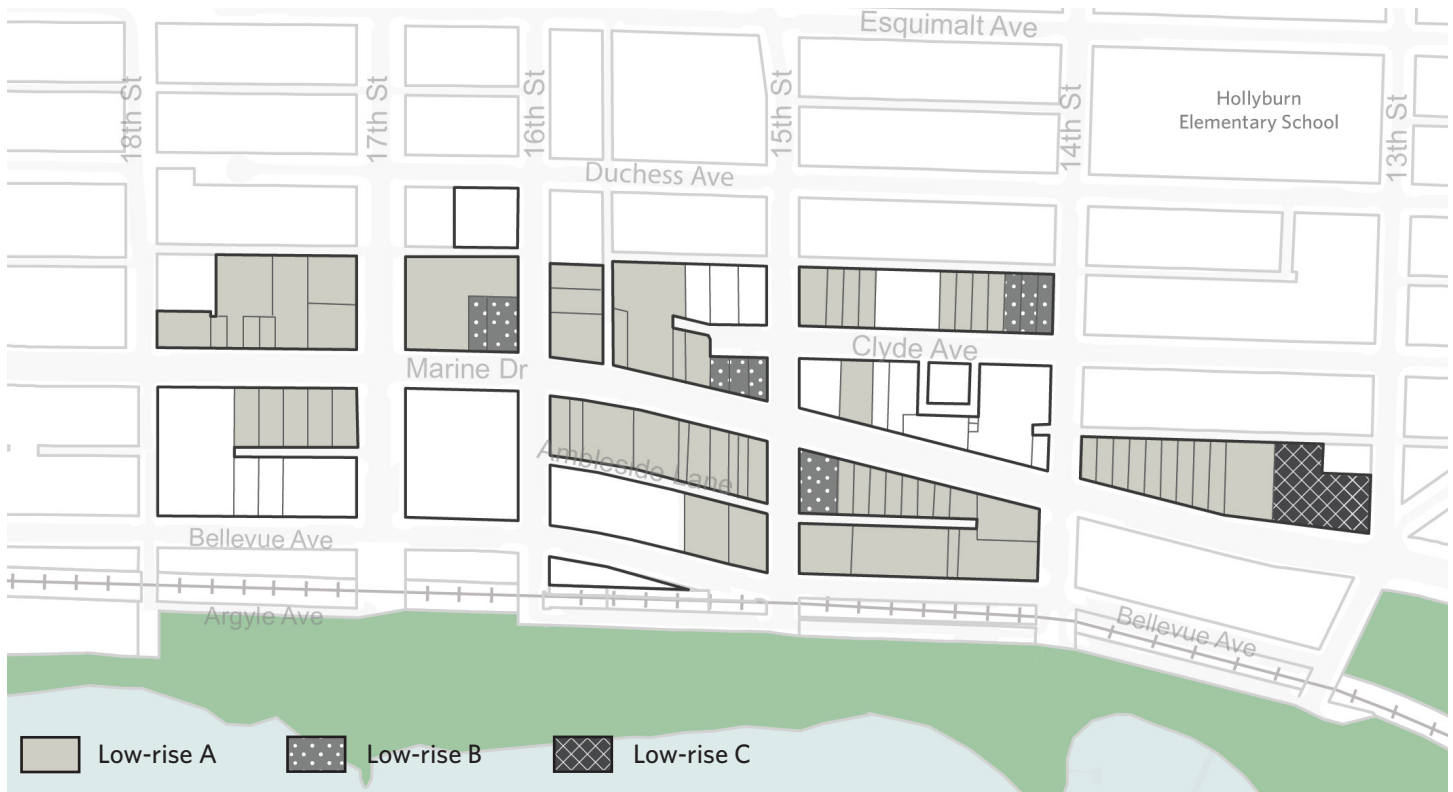 Esquimalt Ave
18th St
17th St
16th St
15th St
14th St
13th St
Hollyburn
Elementary School
Duchess Ave
Clyde Ave
Marine Dr
Ambleside Lane
Bellevue Ave
Argyle Ave
Bellevue Ave
Low-rise A
Low-rise B
Low-rise C